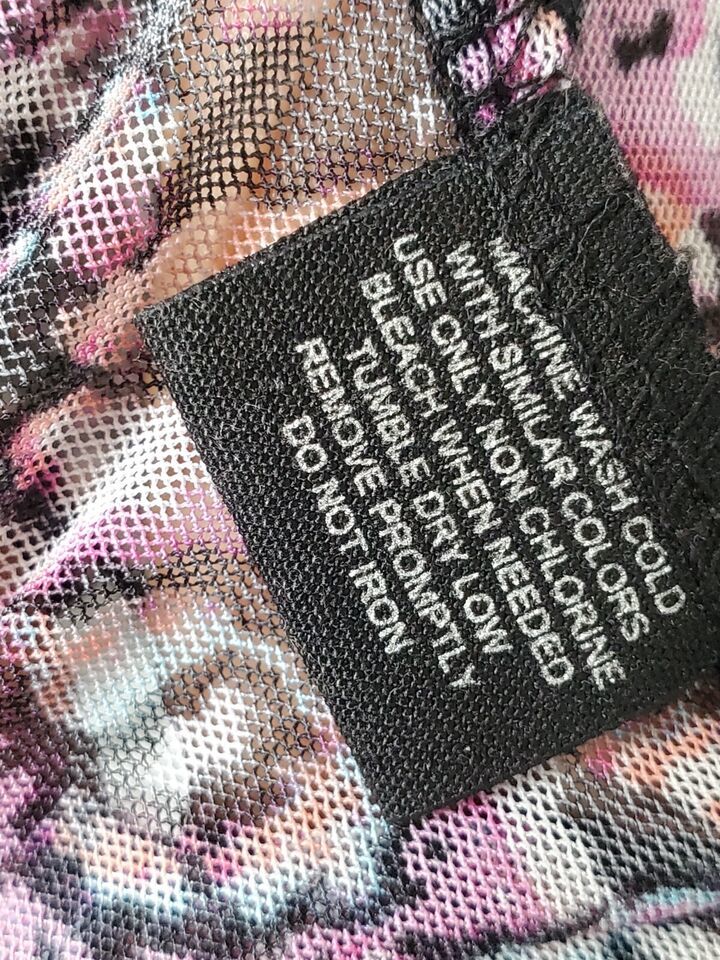 MACHINE WASH COLD
WITH SIMILAR COLORS
USE ONLY NON CHLORINE
BLEACH WHEN NEEDED
TUMBLE DRY LOW
REMOVE PROMPTLY
DO NOT IRON